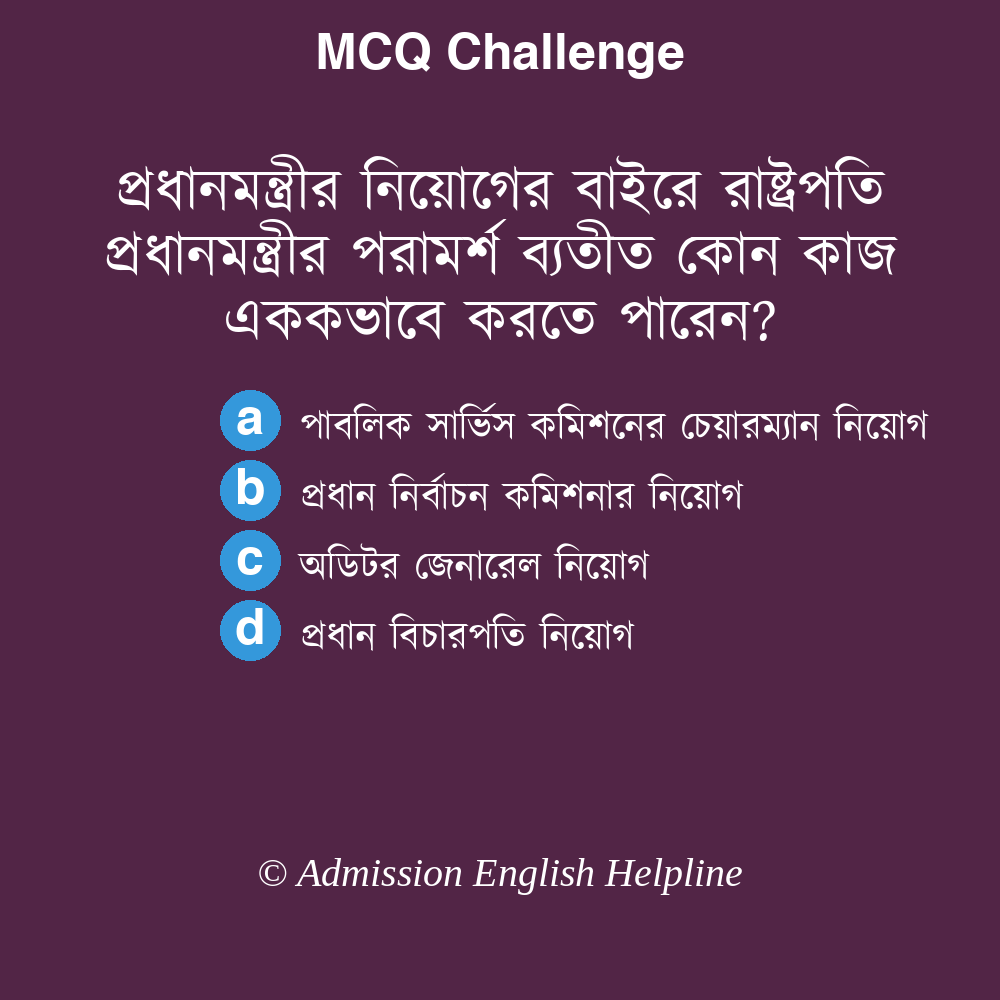 MCQ Challenge
প্রধানমন্ত্রীর নিয়োগের বাইরে রাষ্ট্রপতি
প্রধানমন্ত্রীর পরামর্শ ব্যতীত কোন কাজ
এককভাবে করতে পারেন?
a পাবলিক সার্ভিস কমিশনের চেয়ারম্যান নিয়োগ
b প্রধান নির্বাচন কমিশনার নিয়োগ
c অডিটর জেনারেল নিয়োগ
d প্রধান বিচারপতি নিয়োগ
© Admission English Helpline